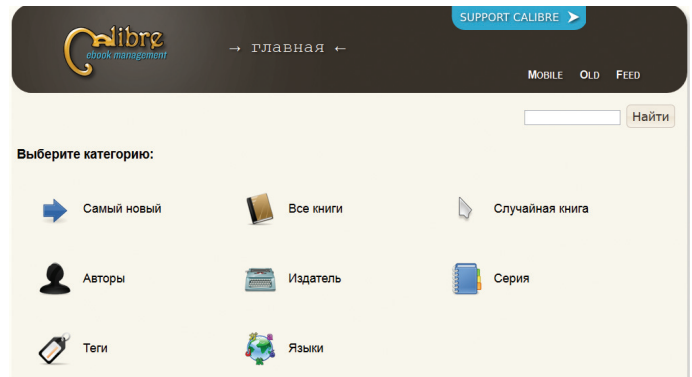 SUPPORT CALIBRE
Calibre
ebook management
→ главная ←
MOBILE OLD FEED
Найти
Выберите категорию:
Самый новый Все книги Случайная книга
Авторы Издатель Серия
Теги Языки